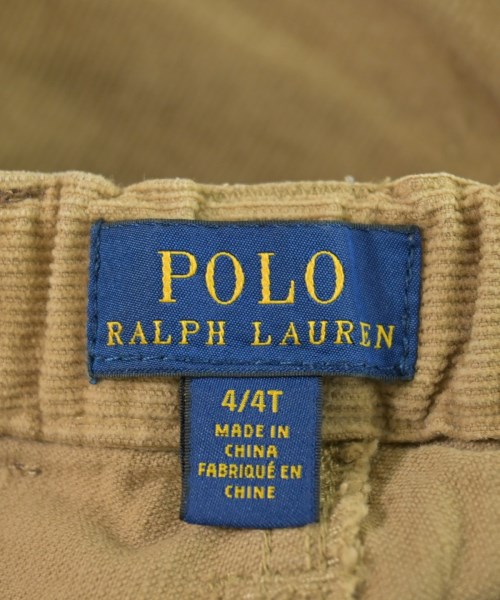 POLO
RALPH LAUREN
4/4T
MADE IN
CHINA
FABRIQUÉ EN
CHINE